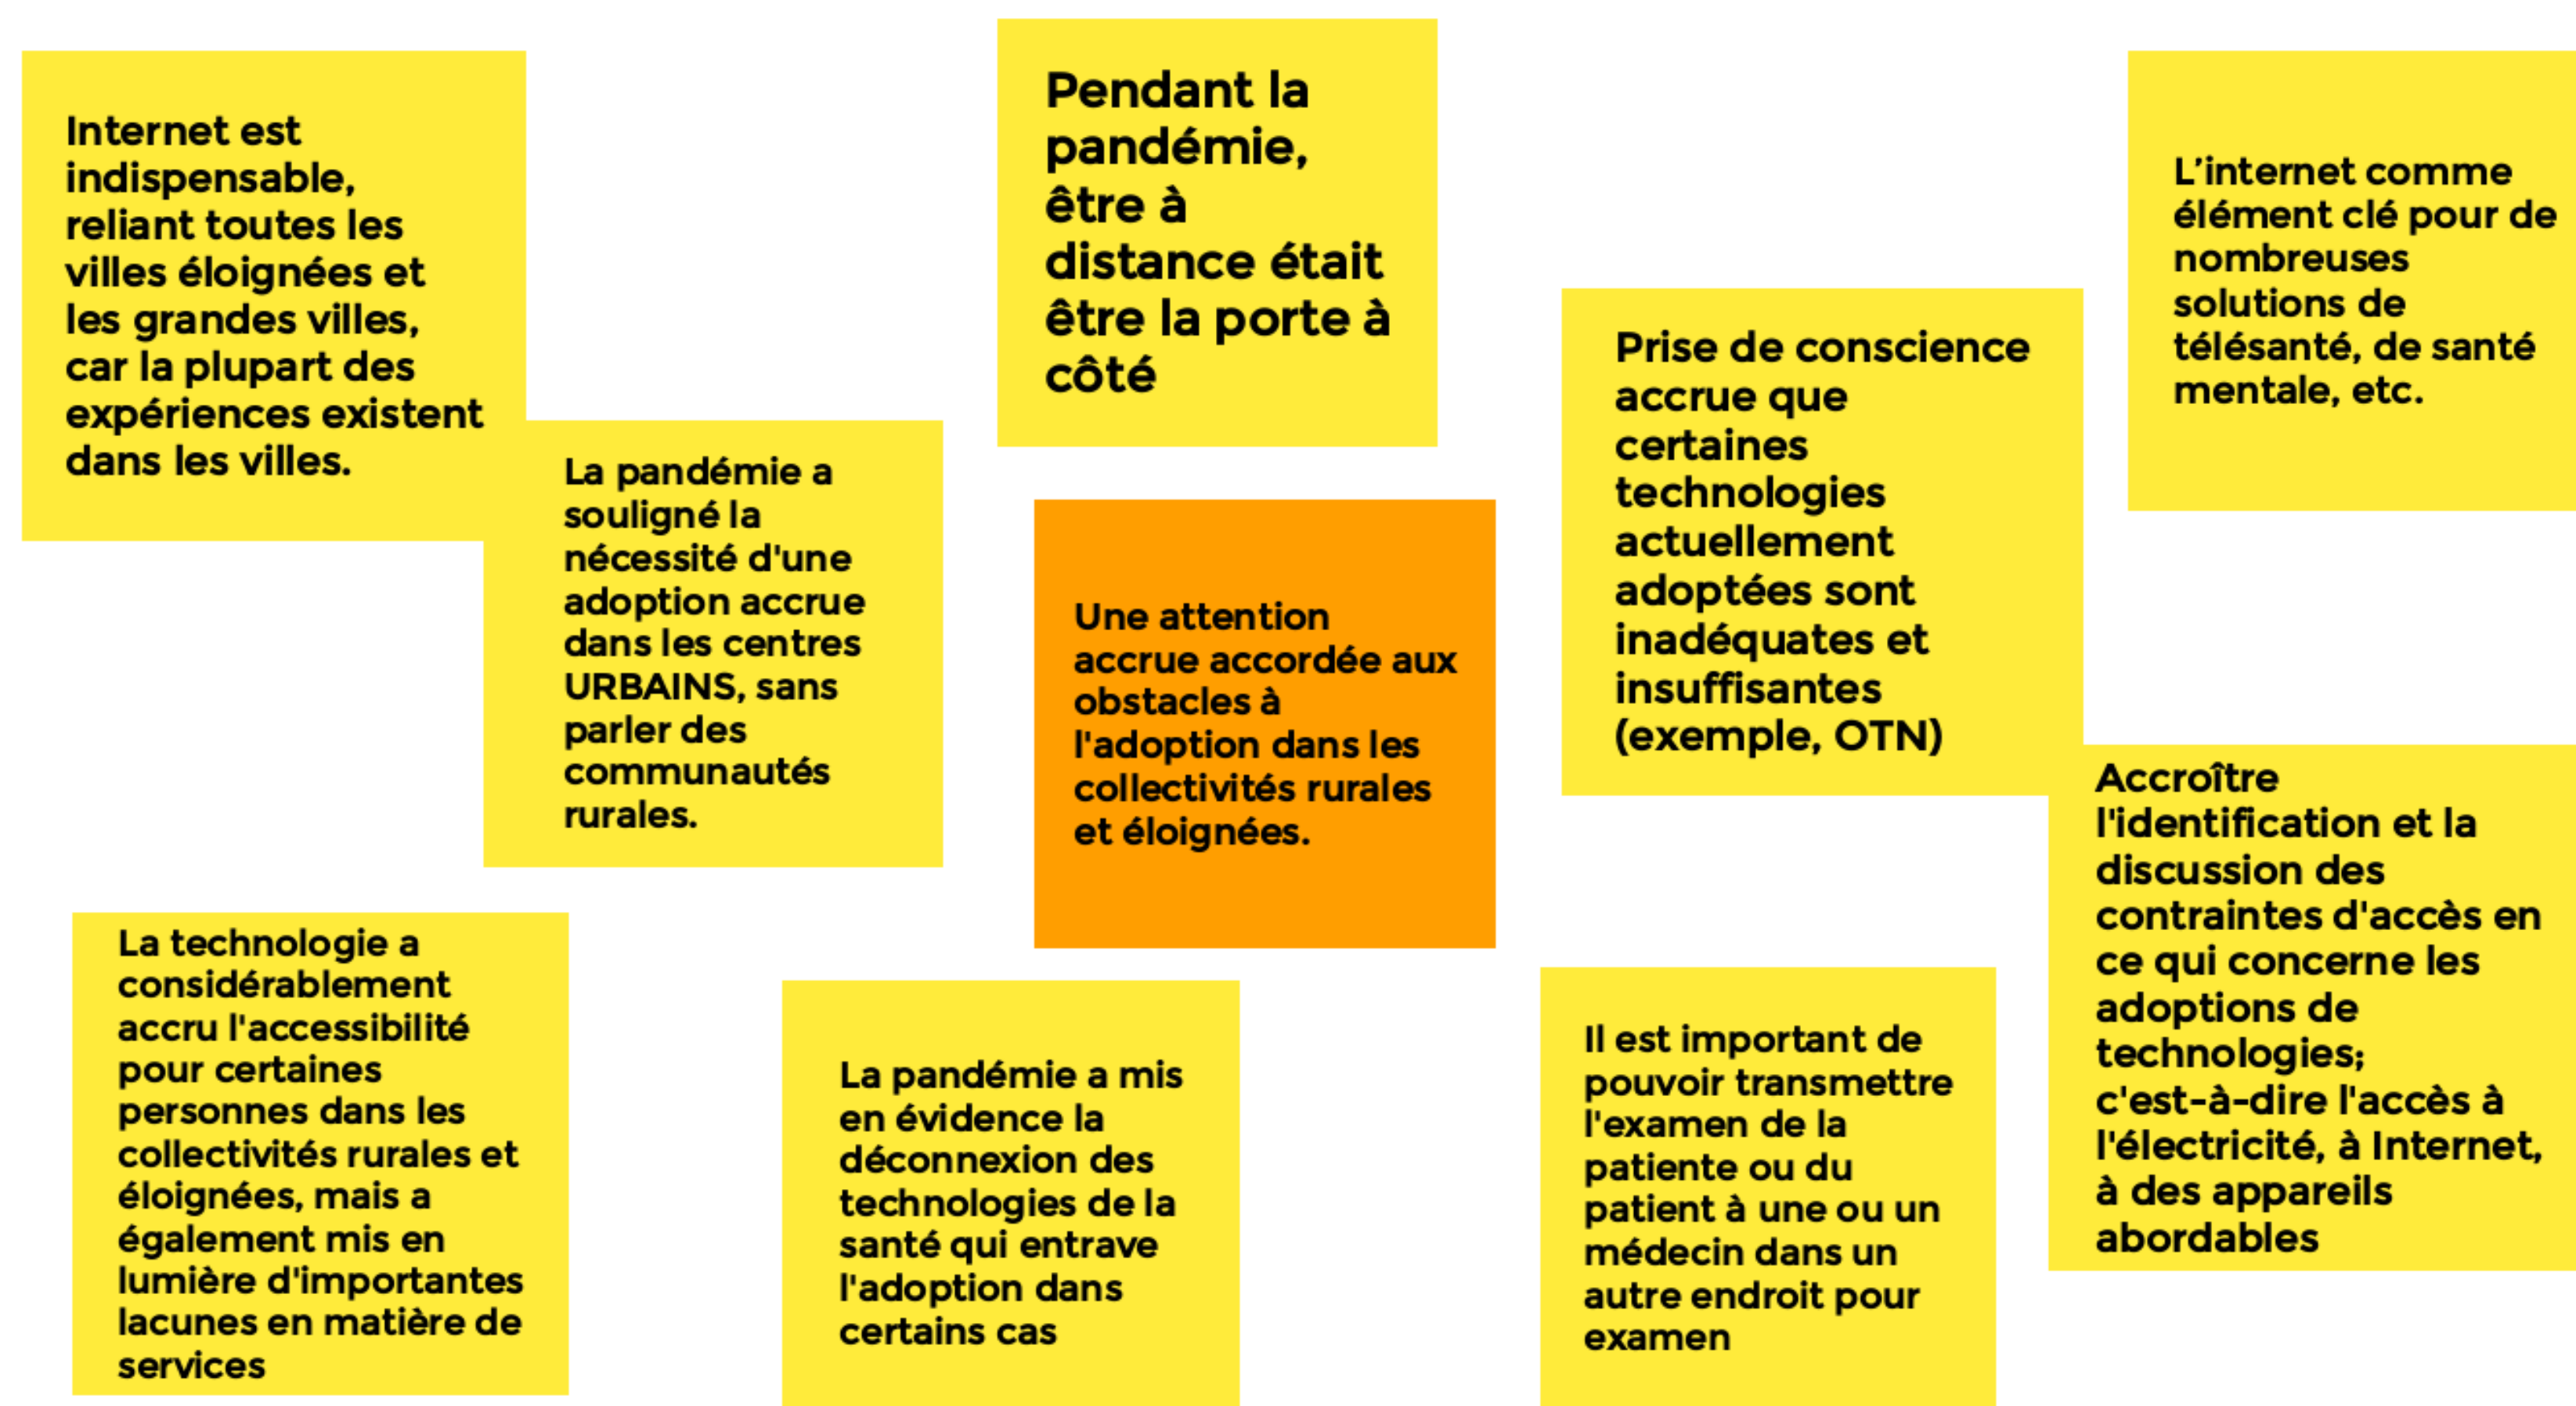 Internet est
indispensable,
reliant toutes les
villes éloignées et
les grandes villes,
car la plupart des
expériences existent
dans les villes.
La pandémie a
souligné la
nécessité d'une
adoption accrue
dans les centres
URBAINS, sans
parler des
communautés
rurales.
Pendant la
pandémie,
être à
distance était
être la porte à
côté
Une attention
accrue accordée aux
obstacles à
l'adoption dans les
collectivités rurales
et éloignées.
Prise de conscience
accrue que
certaines
technologies
actuellement
adoptées sont
inadéquates et
insuffisantes
(exemple, OTN)
L’internet comme
élément clé pour de
nombreuses
solutions de
télésanté, de santé
mentale, etc.
La technologie a
considérablement
accru l'accessibilité
pour certaines
personnes dans les
collectivités rurales et
éloignées, mais a
également mis en
lumière d'importantes
lacunes en matière de
services
La pandémie a mis
en évidence la
déconnexion des
technologies de la
santé qui entrave
l'adoption dans
certains cas
Il est important de
pouvoir transmettre
l'examen de la
patiente ou du
patient à une ou un
médecin dans un
autre endroit pour
examen
Accroître
l'identification et la
discussion des
contraintes d'accès en
ce qui concerne les
adoptions de
technologies;
c'est-à-dire l'accès à
l'électricité, à Internet,
à des appareils
abordables